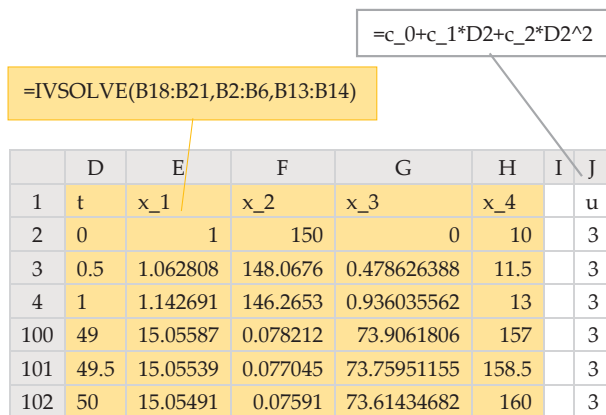 =c_0+c_1*D2+c_2*D2^2
=IVSOLVE(B18:B21,B2:B6,B13:B14)
D E F G H I J
1 t x_1 x_2 x_3 x_4 u
2 0 1 150 0 10 3
3 0.5 1.062808 148.0676 0.478626388 11.5 3
4 1 1.142691 146.2653 0.936035562 13 3
100 49 15.05587 0.078212 73.9061806 157 3
101 49.5 15.05539 0.077045 73.75951155 158.5 3
102 50 15.05491 0.07591 73.61434682 160 3